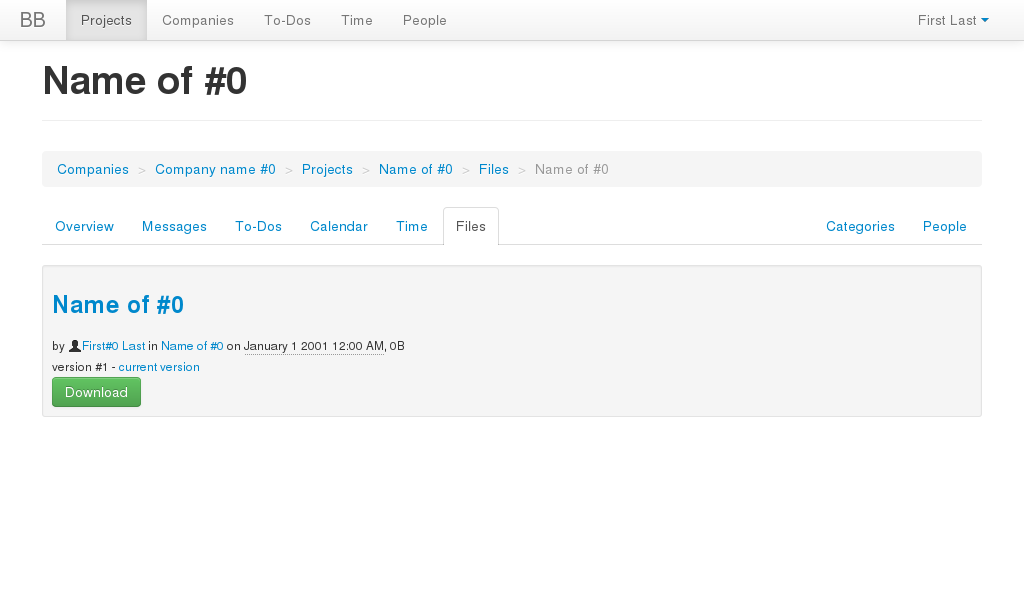 BB Projects Companies To-Dos Time People First Last
Name of #0
Companies > Company name #0 > Projects > Name of #0 > Files > Name of #0
Overview Messages To-Dos Calendar Time Files Categories People
Name of #0
by First#0 Last in Name of #0 on January 1 2001 12:00 AM, 0B
version #1 - current version
Download